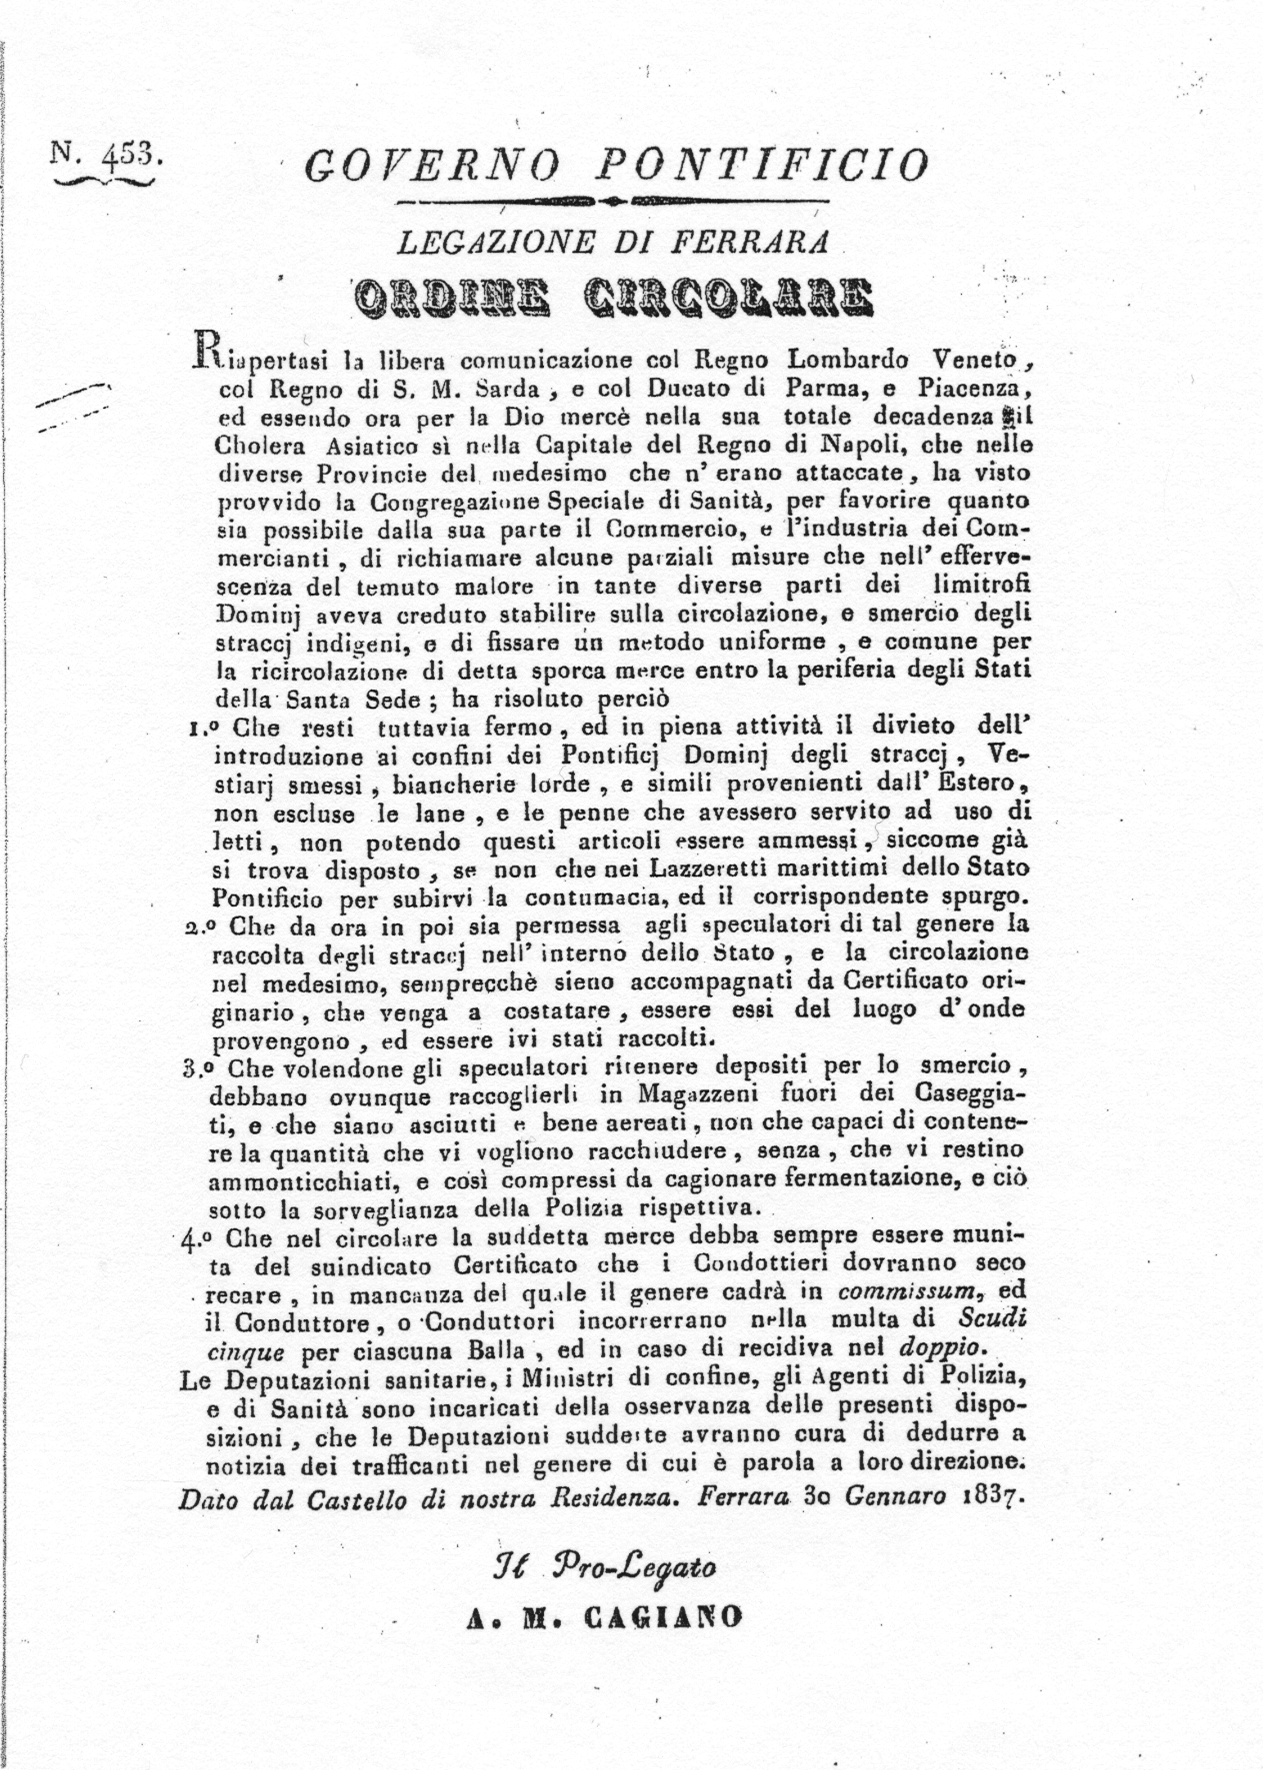 N. 453.
GOVERNO PONTIFICIO
LEGAZIONE DI FERRARA
ORDINE CIRCOLARE
Riapertasi la libera comunicazione col Regno Lombardo Veneto,
col Regno di S. M. Sarda, e col Ducato di Parma, e Piacenza,
ed essendo ora per la Dio mercè nella sua totale decadenza il
Cholera Asiatico sì nella Capitale del Regno di Napoli, che nelle
diverse Provincie del medesimo che n' erano attaccate, ha visto
provvido la Congregazione Speciale di Sanità, per favorire quanto
sia possibile dalla sua parte il Commercio, e l'industria dei Com-
mercianti, di richiamare alcune parziali misure che nell' efferve-
scenza del temuto malore in tante diverse parti dei limitrofi
Dominj aveva creduto stabilire sulla circolazione, e smercio degli
straccj indigeni, e di fissare un metodo uniforme, e comune per
la ricircolazione di detta sporca merce entro la periferia degli Stati
della Santa Sede; ha risoluto perciò
1.º Che resti tuttavia fermo, ed in piena attività il divieto dell'
introduzione ai confini dei Pontificj Dominj degli straccj, Ve-
stiarj smessi, biancherie lorde, e simili provenienti dall' Estero,
non escluse le lane, e le penne che avessero servito ad uso di
letti, non potendo questi articoli essere ammessi, siccome già
si trova disposto, se non che nei Lazzeretti marittimi dello Stato
Pontificio per subirvi la contumacia, ed il corrispondente spurgo.
2.º Che da ora in poi sia permessa agli speculatori di tal genere la
raccolta degli straccj nell' interno dello Stato, e la circolazione
nel medesimo, semprecchè sieno accompagnati da Certificato ori-
ginario, che venga a costatare, essere essi del luogo d' onde
provengono, ed essere ivi stati raccolti.
3.º Che volendone gli speculatori ritenere depositi per lo smercio,
debbano ovunque raccoglierli in Magazzeni fuori dei Caseggia-
ti, e che siano asciutti e bene aereati, non che capaci di contene-
re la quantità che vi vogliono racchiudere, senza, che vi restino
ammonticchiati, e così compressi da cagionare fermentazione, e ciò
sotto la sorveglianza della Polizia rispettiva.
4.º Che nel circolare la suddetta merce debba sempre essere muni-
ta del suindicato Certificato che i Condottieri dovranno seco
recare, in mancanza del quale il genere cadrà in commissum, ed
il Conduttore, o Conduttori incorrerrano nella multa di Scudi
cinque per ciascuna Balla, ed in caso di recidiva nel doppio.
Le Deputazioni sanitarie, i Ministri di confine, gli Agenti di Polizia,
e di Sanità sono incaricati della osservanza delle presenti dispo-
sizioni, che le Deputazioni suddette avranno cura di dedurre a
notizia dei trafficanti nel genere di cui è parola a loro direzione.
Dato dal Castello di nostra Residenza. Ferrara 30 Gennaro 1837.
Il Pro-Legato
A. M. CAGIANO